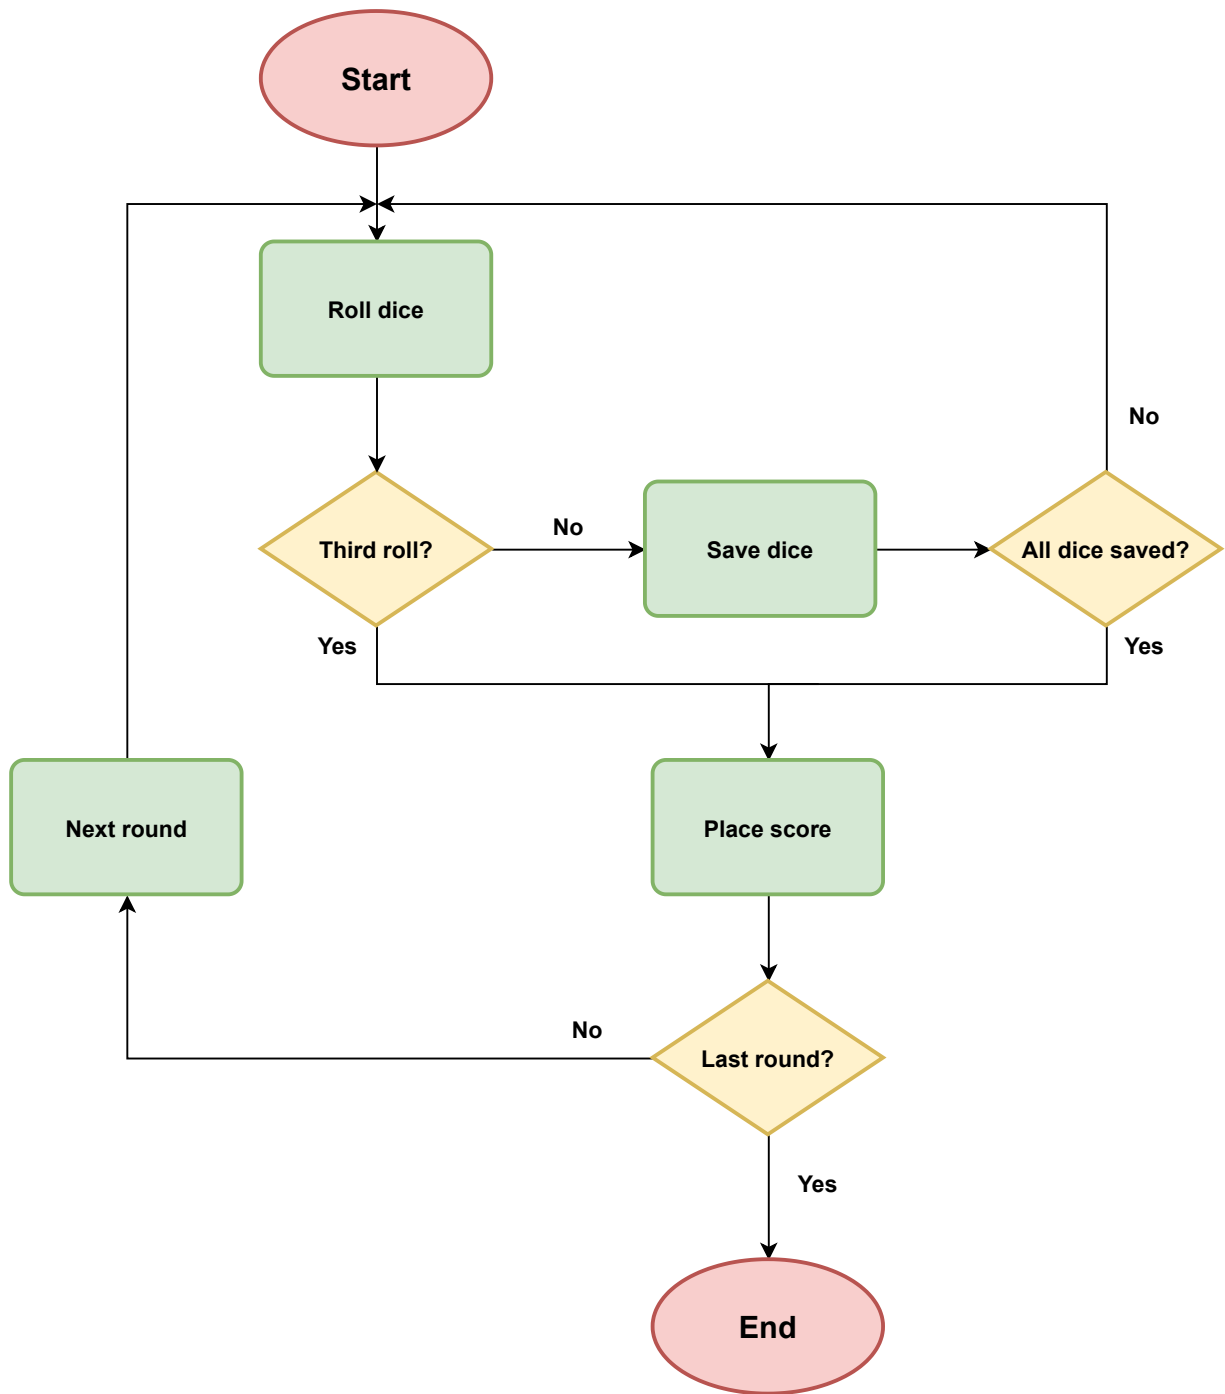 Start
Roll dice
No
Third roll?
No
Save dice
All dice saved?
Yes
Yes
Next round
Place score
No
Last round?
Yes
End